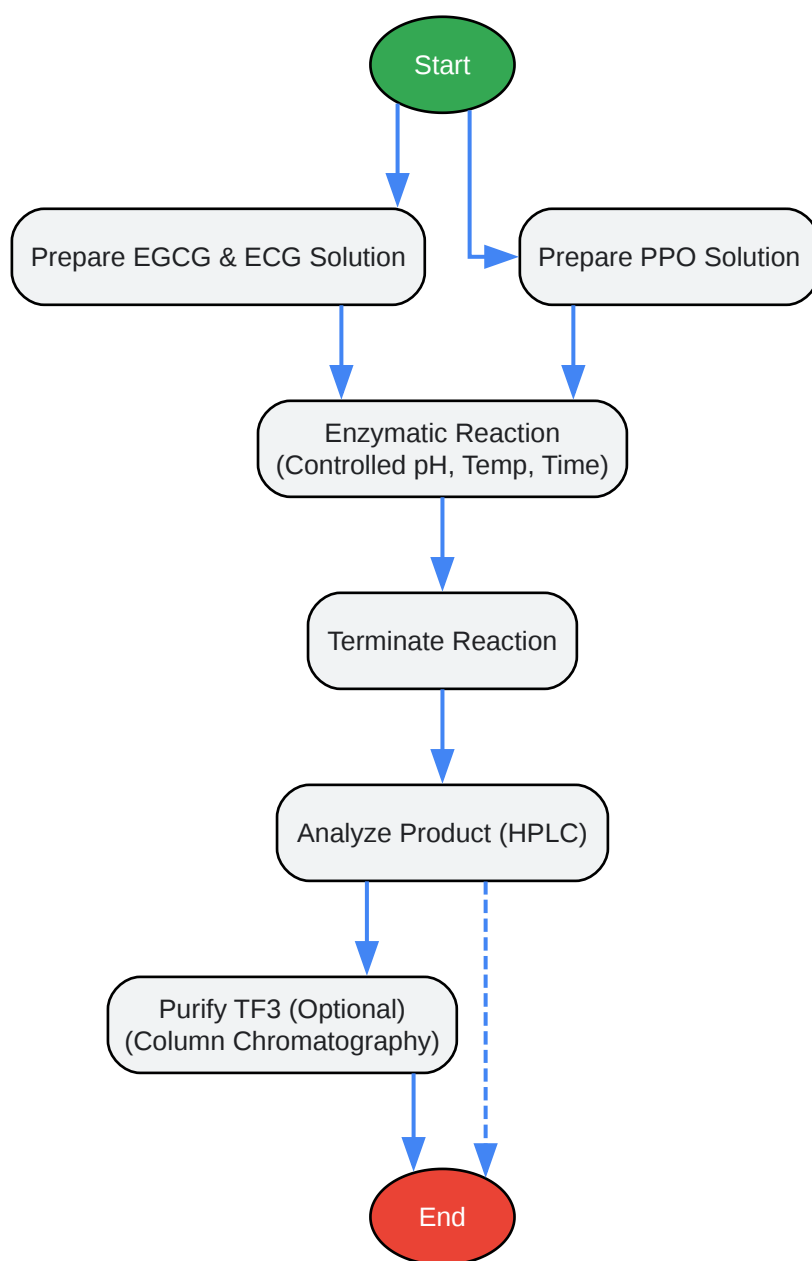 Start
Prepare EGCG & ECG Solution
Prepare PPO Solution
Enzymatic Reaction
(Controlled pH, Temp, Time)
Terminate Reaction
Analyze Product (HPLC)
Purify TF3 (Optional)
(Column Chromatography)
End